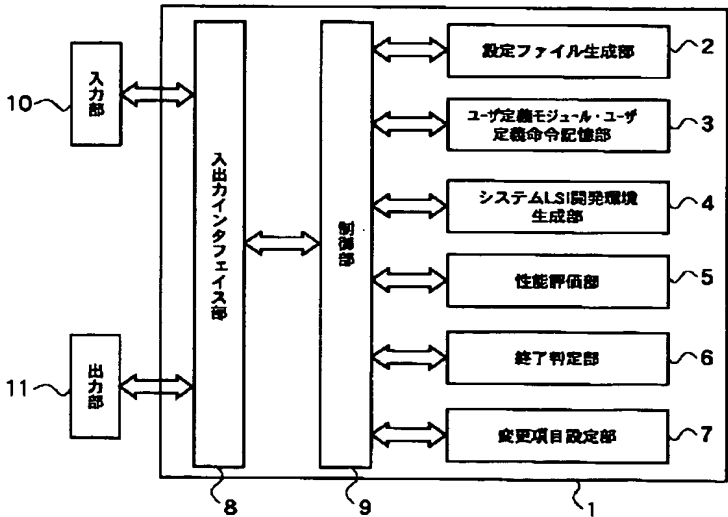 設定ファイル生成部
2
ユーザ定義モジュール・ユーザ
定義命令記憶部
3
システムLSI開発環境
生成部
4
性能評価部
5
終了判定部
6
変更項目設定部
7
10
入力部
11
出力部
入出力インタフェイス部
制御部
8
9
1